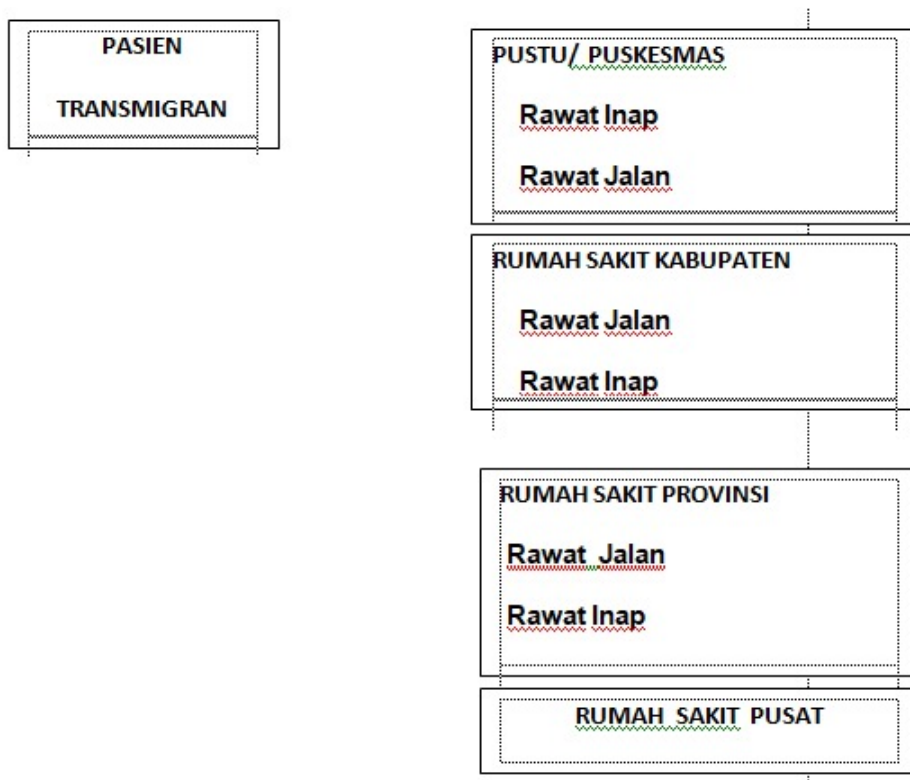 PASIEN
TRANSMIGRAN
PUSTU/ PUSKESMAS
Rawat Inap
Rawat Jalan
RUMAH SAKIT KABUPATEN
Rawat Jalan
Rawat Inap
RUMAH SAKIT PROVINSI
Rawat Jalan
Rawat Inap
RUMAH SAKIT PUSAT